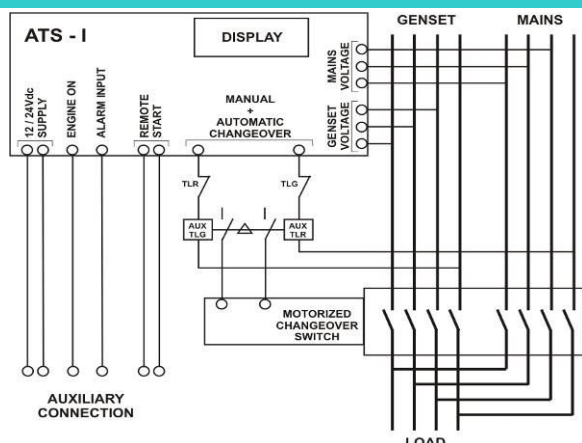 GENSET
MAINS
ATS - I
DISPLAY
MAINS
VOLTAGE
GENSET
VOLTAGE
12 / 24Vdc
SUPPLY
ENGINE ON
ALARM INPUT
REMOTE
START
MANUAL
+
AUTOMATIC
CHANGEOVER
TLR
TLG
AUX
TLG
I
I
AUX
TLR
MOTORIZED
CHANGEOVER
SWITCH
AUXILIARY
CONNECTION
LOAD